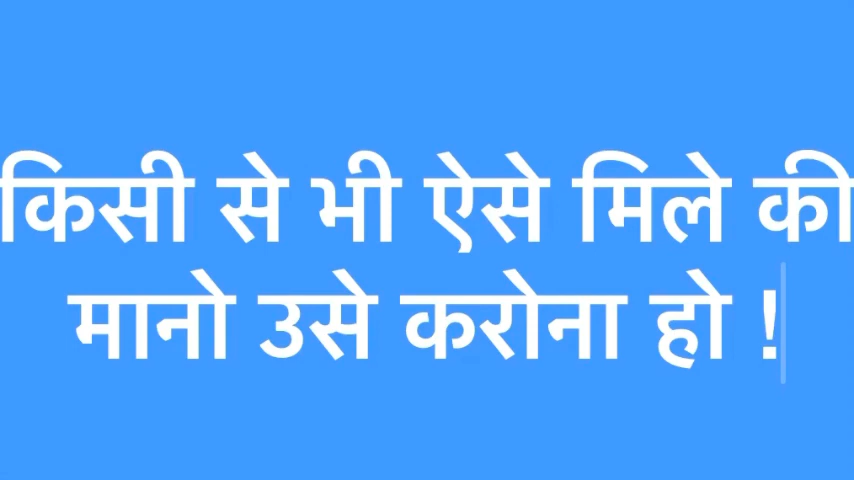 किसी से भी ऐसे मिले की
मानो उसे करोना हो !